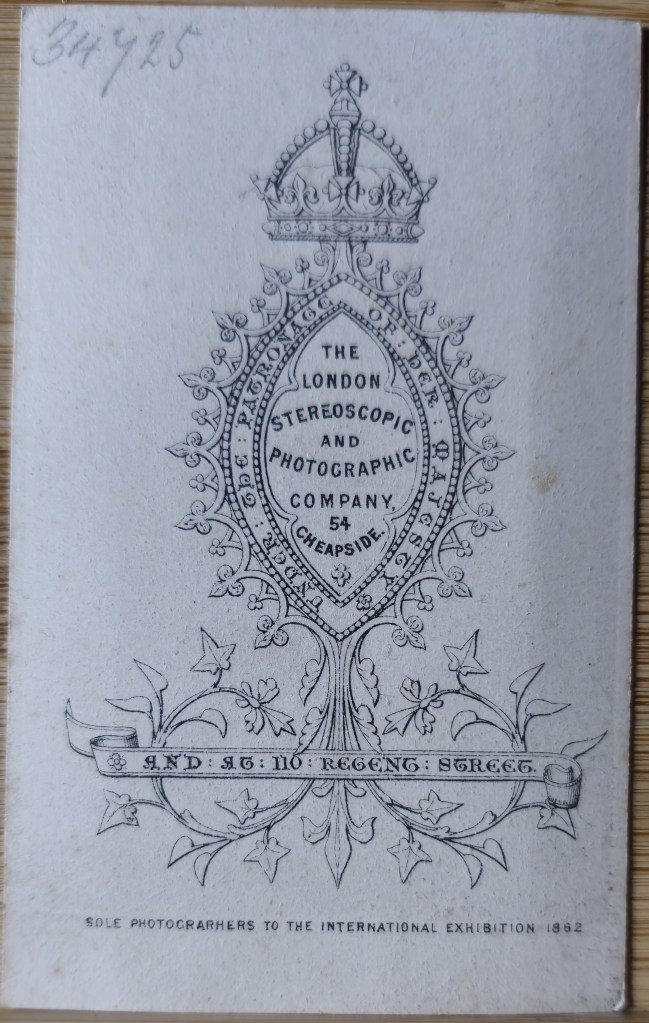 34725
UNDER : THE : PATRONAGE : OF : HER : MAJESTY
THE
LONDON
STEREOSCOPIC
AND
PHOTOGRAPHIC
COMPANY,
54
CHEAPSIDE.
AND : AT : 110 : REGENT : STREET.
SOLE PHOTOGRARHERS TO THE INTERNATIONAL EXHIBITION 1862